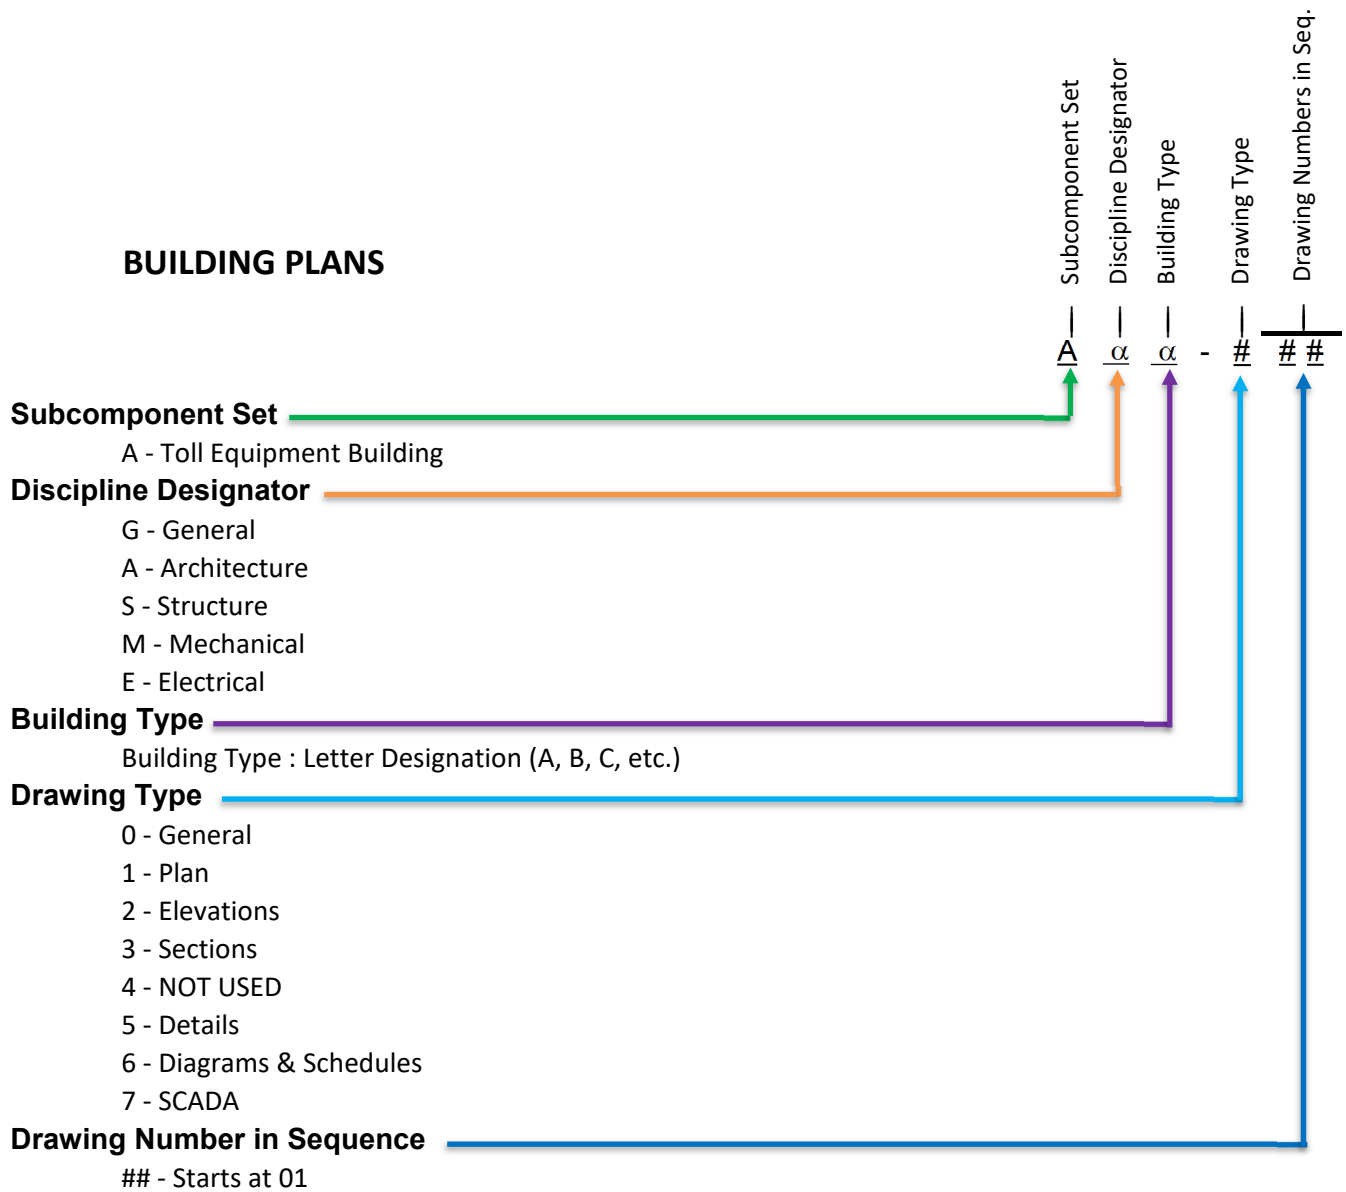 Subcomponent Set
Discipline Designator
Building Type
Drawing Type
Drawing Numbers in Seq.
BUILDING PLANS
A α α - # # #
Subcomponent Set
A - Toll Equipment Building
Discipline Designator
G - General
A - Architecture
S - Structure
M - Mechanical
E - Electrical
Building Type
Building Type : Letter Designation (A, B, C, etc.)
Drawing Type
0 - General
1 - Plan
2 - Elevations
3 - Sections
4 - NOT USED
5 - Details
6 - Diagrams & Schedules
7 - SCADA
Drawing Number in Sequence
## - Starts at 01